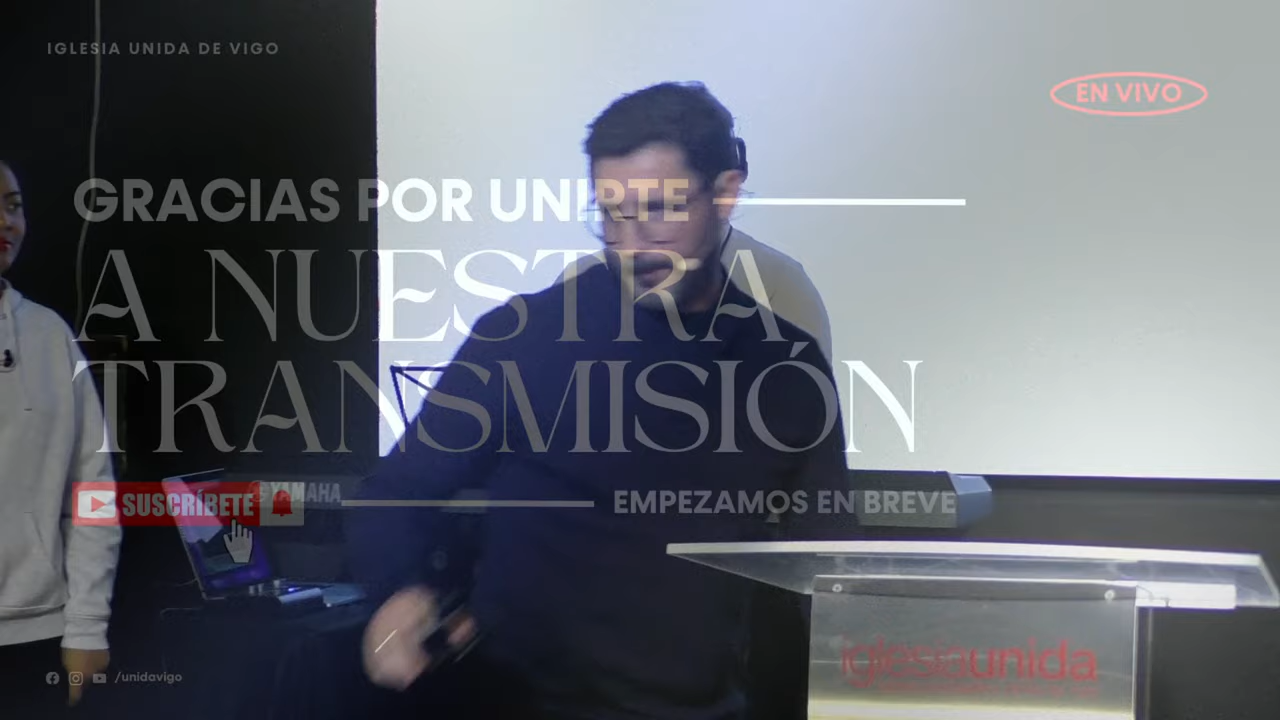 IGLESIA UNIDA DE VIGO
EN VIVO
GRACIAS POR UNIRTE
A NUESTRA
TRANSMISIÓN
SUSCRÍBETE
YAMAHA
EMPEZAMOS EN BREVE
iglesiaunida
/unidavigo